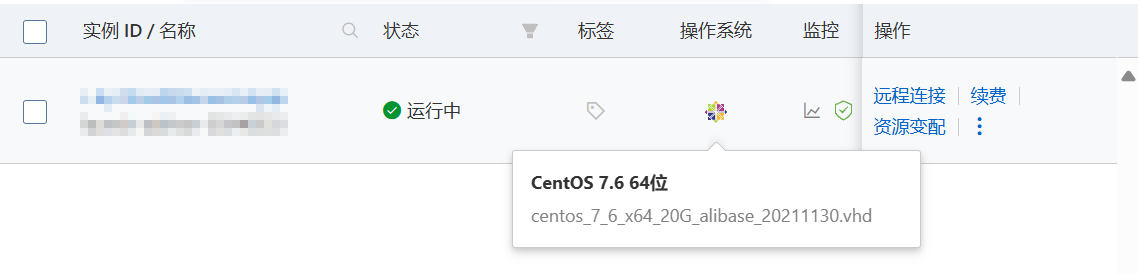 实例 ID / 名称 状态 标签 操作系统 监控 操作
运行中
远程连接 续费
资源变配
CentOS 7.6 64位
centos_7_6_x64_20G_alibase_20211130.vhd